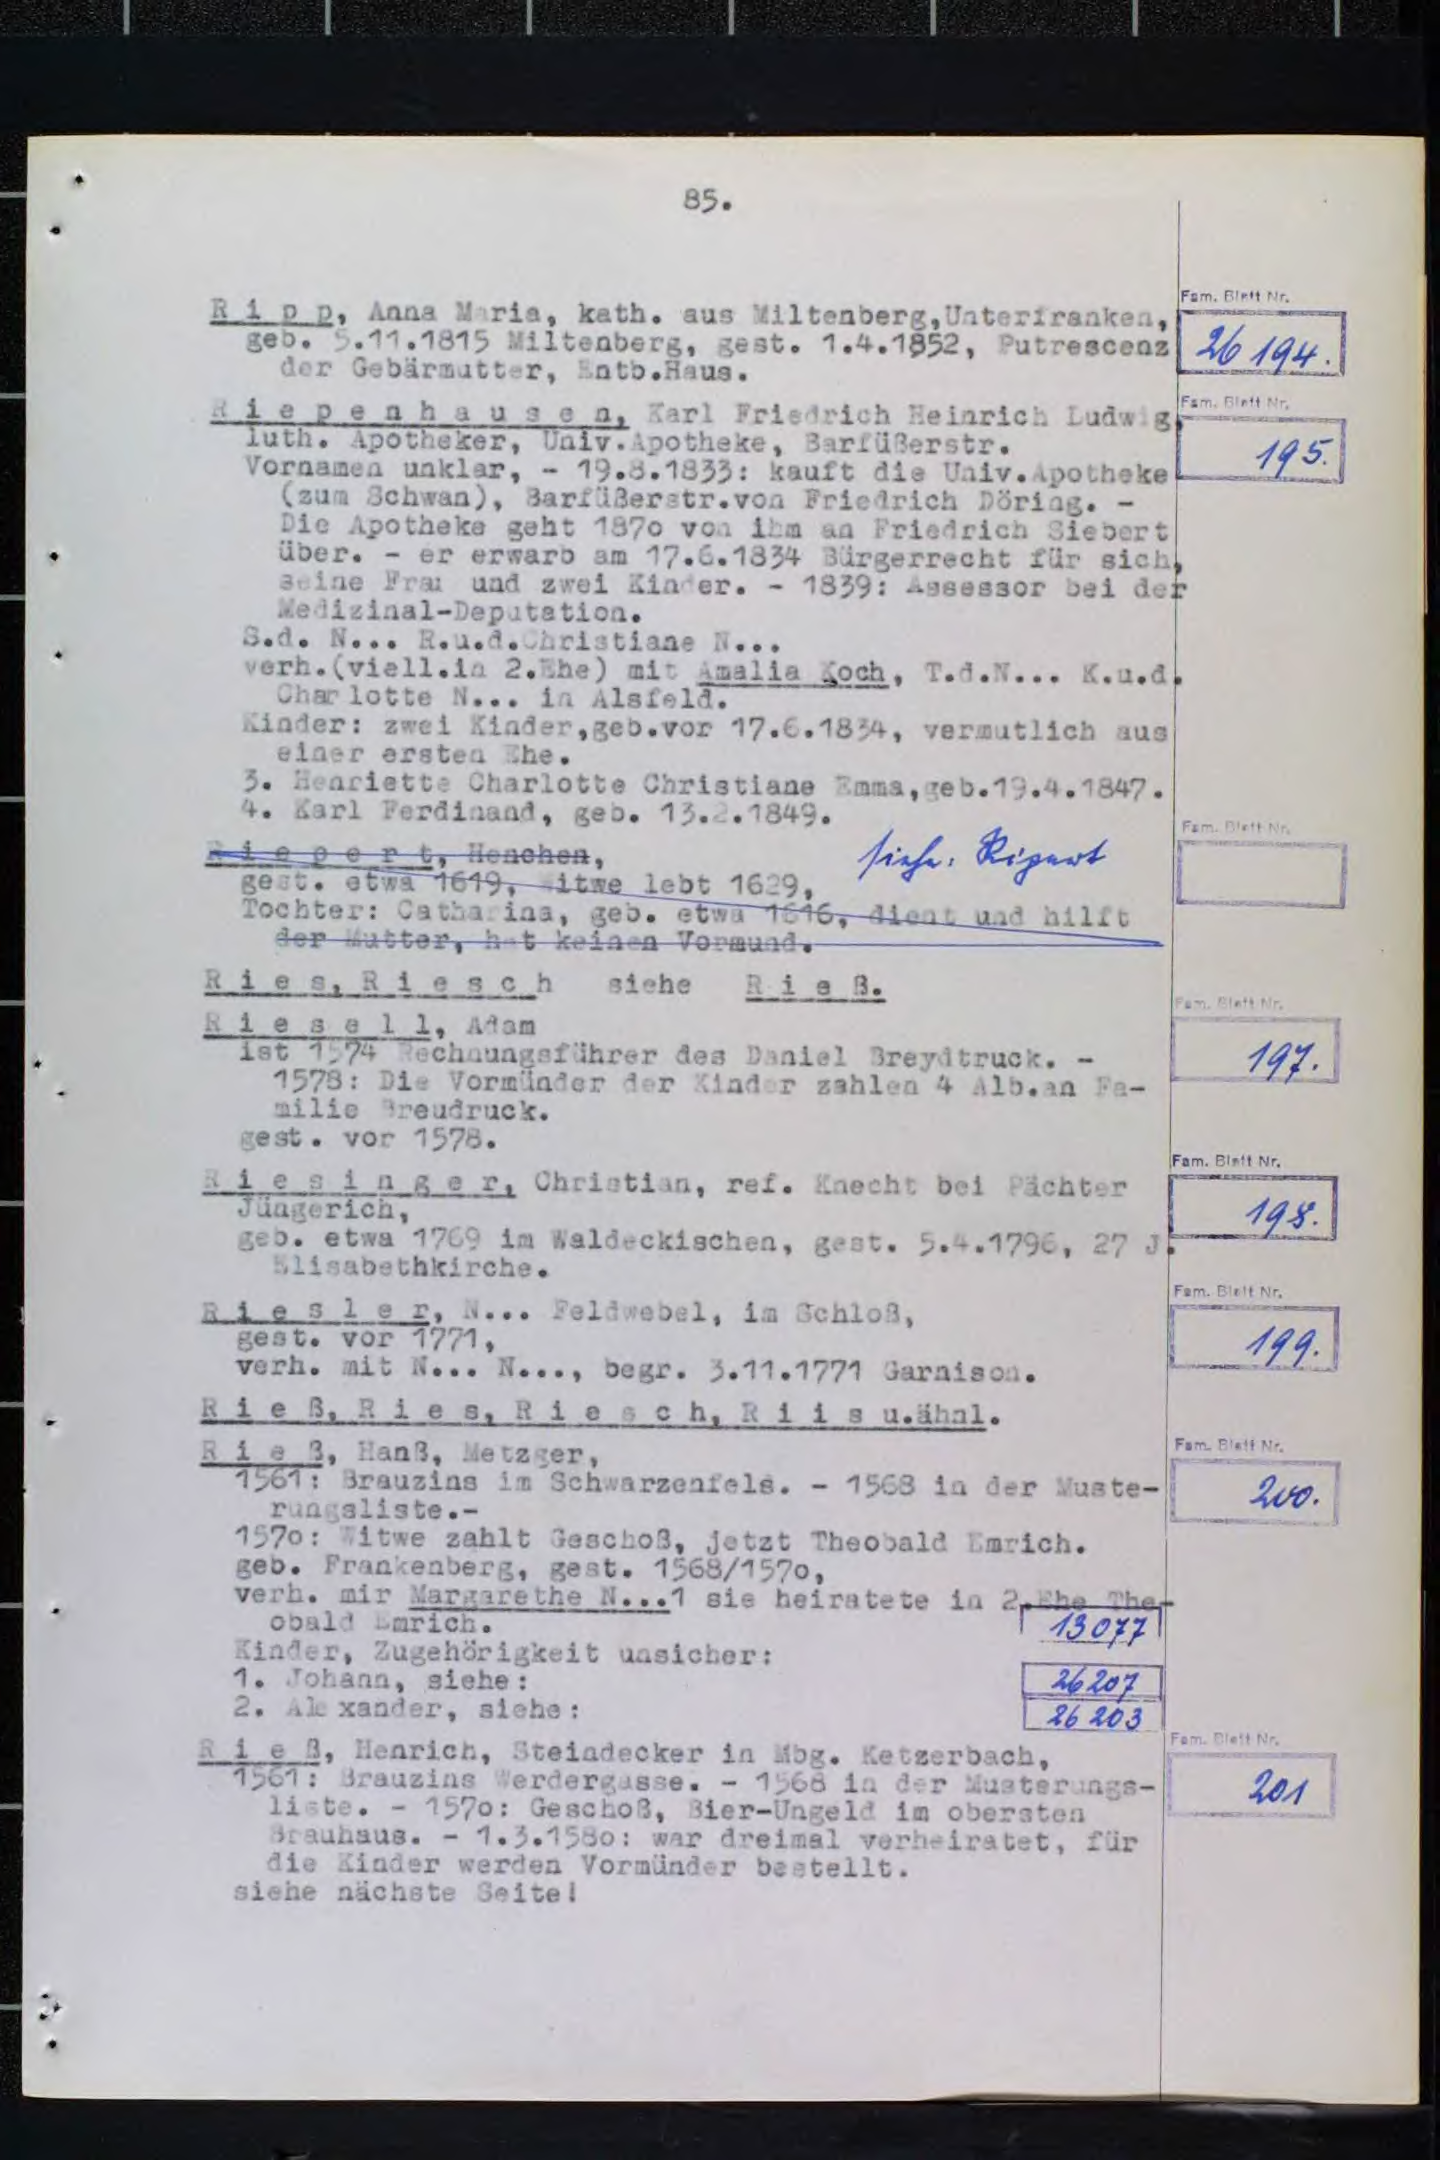 85.
R i p p, Anna Maria, kath. aus Miltenberg,Unterfranken,
geb. 5.11.1815 Miltenberg, gest. 1.4.1852, Putrescenz
der Gebärmutter, Entb.Haus.
Fam. Blatt Nr.
26 194.
R i e p e n h a u s e n, Karl Friedrich Heinrich Ludwig,
luth. Apotheker, Univ.Apotheke, Barfüßerstr.
Vornamen unklar, - 19.8.1833: kauft die Univ.Apotheke
(zum Schwan), Barfüßerstr.von Friedrich Döring. -
Die Apotheke geht 187o von ihm an Friedrich Siebert
über. - er erwarb am 17.6.1834 Bürgerrecht für sich,
seine Frau und zwei Kinder. - 1839: Assessor bei der
Medizinal-Deputation.
S.d. N... R.u.d.Christiane N...
verh.(viell.in 2.Ehe) mit Amalia Koch, T.d.N... K.u.d.
Charlotte N... in Alsfeld.
Kinder: zwei Kinder,geb.vor 17.6.1834, vermutlich aus
einer ersten Ehe.
3. Henriette Charlotte Christiane Emma,geb.19.4.1847.
4. Karl Ferdinand, geb. 13.2.1849.
Fam. Blatt Nr.
195.
R i e p e r t, Henchen,
siehe: Ripert
gest. etwa 1619, Witwe lebt 1629,
Tochter: Catharina, geb. etwa 1616, dient und hilft
der Mutter, hat keinen Vormund.
Fam. Blatt Nr.
R i e s, R i e s c h siehe R i e ß.
R i e s e l l, Adam
ist 1574 Rechnungsführer des Daniel Breydtruck. -
1578: Die Vormünder der Kinder zahlen 4 Alb.an Fa-
milie Breudruck.
gest. vor 1578.
Fam. Blatt Nr.
197.
R i e s i n g e r, Christian, ref. Knecht bei Pächter
Jüngerich,
geb. etwa 1769 im Waldeckischen, gest. 5.4.1796, 27 J.
Elisabethkirche.
Fam. Blatt Nr.
198.
R i e s l e r, N... Feldwebel, im Schloß,
gest. vor 1771,
verh. mit N... N..., begr. 3.11.1771 Garnison.
Fam. Blatt Nr.
199.
R i e ß, R i e s, R i e s c h, R i i s u.ähnl.
R i e ß, Hanß, Metzger,
1561: Brauzins im Schwarzenfels. - 1568 in der Muste-
rungsliste.-
157o: Witwe zahlt Geschoß, jetzt Theobald Emrich.
geb. Frankenberg, gest. 1568/157o,
verh. mir Margarethe N...1 sie heiratete in 2.Ehe The-
obald Emrich.
13077
Kinder, Zugehörigkeit unsicher:
1. Johann, siehe:
26207
2. Alexander, siehe:
26 203
Fam. Blatt Nr.
200.
R i e ß, Henrich, Steindecker in Mbg. Ketzerbach,
1561: Brauzins Werdergasse. - 1568 in der Musterungs-
liste. - 157o: Geschoß, Bier-Ungeld im obersten
Brauhaus. - 1.3.158o: war dreimal verheiratet, für
die Kinder werden Vormünder bestellt.
siehe nächste Seite!
Fam. Blatt Nr.
201